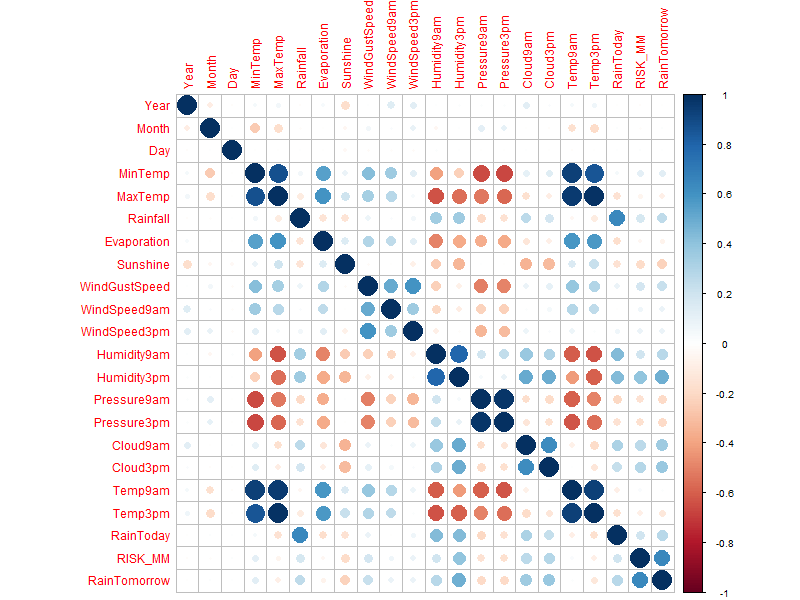 Year
Month
Day
MinTemp
MaxTemp
Rainfall
Evaporation
Sunshine
WindGustSpeed
WindSpeed9am
WindSpeed3pm
Humidity9am
Humidity3pm
Pressure9am
Pressure3pm
Cloud9am
Cloud3pm
Temp9am
Temp3pm
RainToday
RISK_MM
RainTomorrow
Year
Month
Day
MinTemp
MaxTemp
Rainfall
Evaporation
Sunshine
WindGustSpeed
WindSpeed9am
WindSpeed3pm
Humidity9am
Humidity3pm
Pressure9am
Pressure3pm
Cloud9am
Cloud3pm
Temp9am
Temp3pm
RainToday
RISK_MM
RainTomorrow
1
0.8
0.6
0.4
0.2
0
-0.2
-0.4
-0.6
-0.8
-1